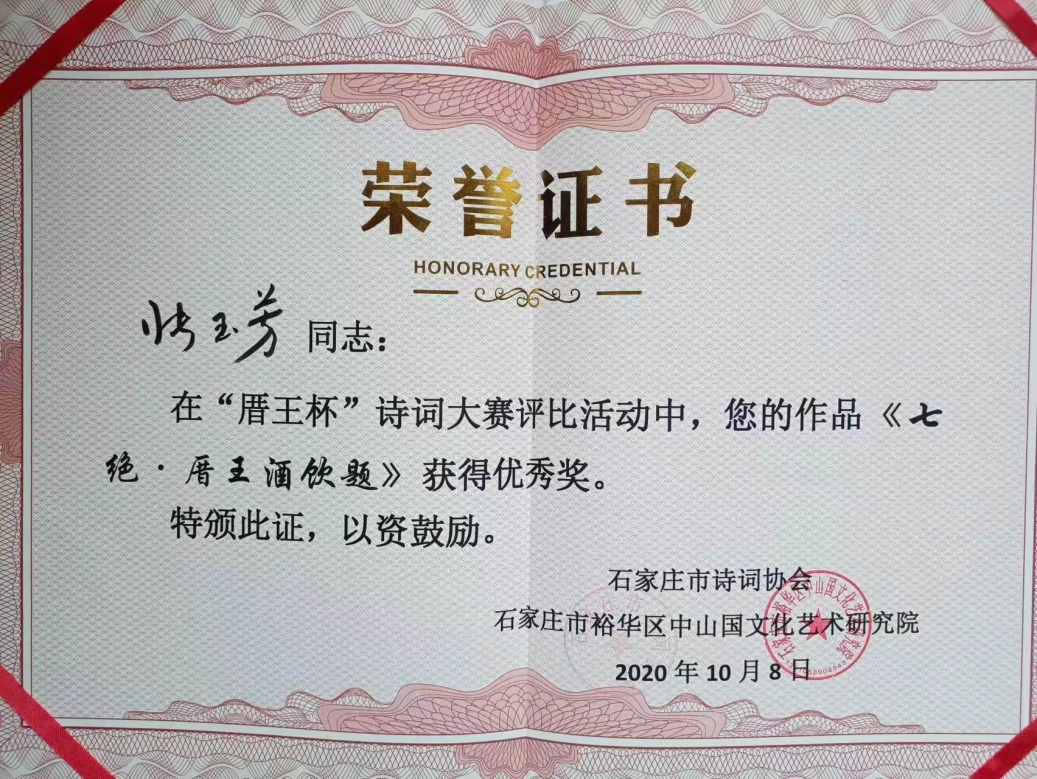 荣誉证书
HONORARY CREDENTIAL
张玉芳 同志：
在“厝王杯”诗词大赛评比活动中，您的作品《七
绝·厝王酒饮题》获得优秀奖。
特颁此证，以资鼓励。
石家庄市诗词协会
石家庄市裕华区中山国文化艺术研究院
2020年10月8日